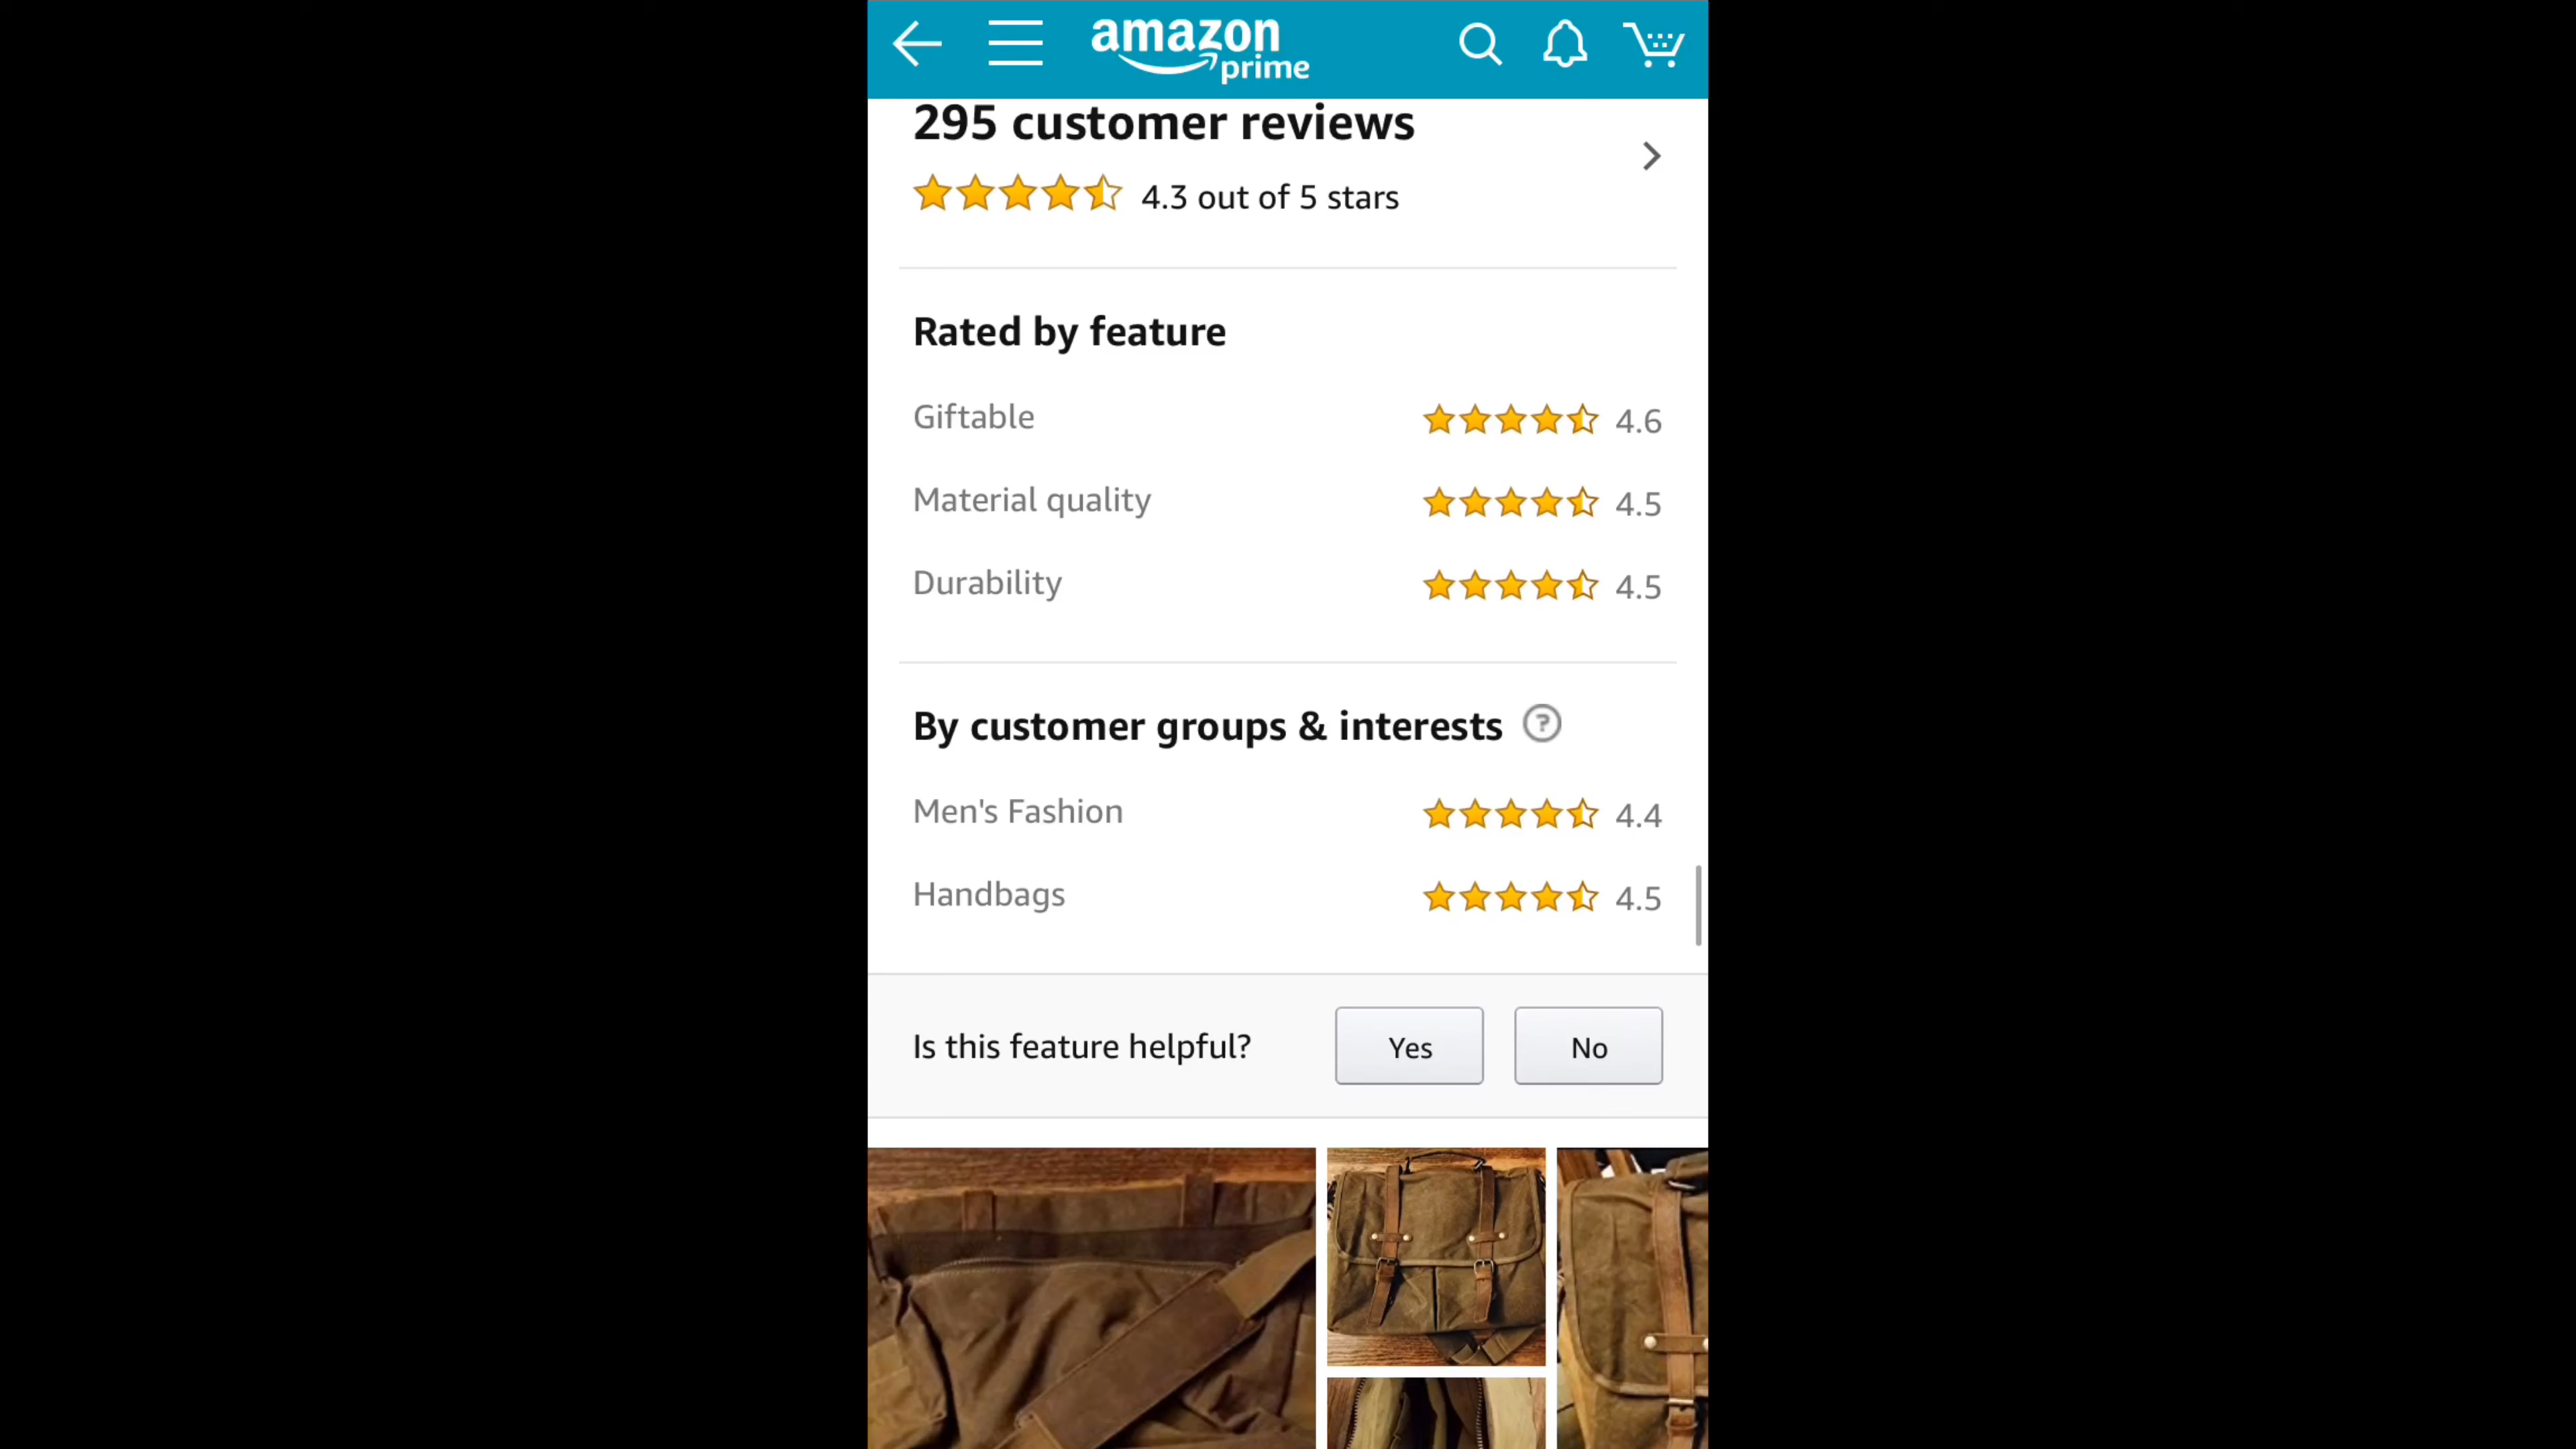 amazon
prime
295 customer reviews
4.3 out of 5 stars
Rated by feature
Giftable 4.6
Material quality 4.5
Durability 4.5
By customer groups & interests ?
Men's Fashion 4.4
Handbags 4.5
Is this feature helpful? Yes No